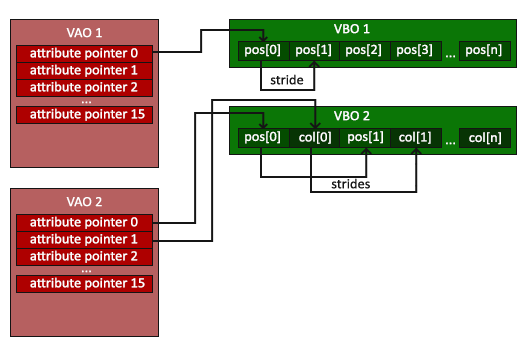 VAO 1
attribute pointer 0
attribute pointer 1
attribute pointer 2
...
attribute pointer 15
VBO 1
pos[0] pos[1] pos[2] pos[3] ... pos[n]
stride
VBO 2
pos[0] col[0] pos[1] col[1] ... col[n]
strides
VAO 2
attribute pointer 0
attribute pointer 1
attribute pointer 2
...
attribute pointer 15